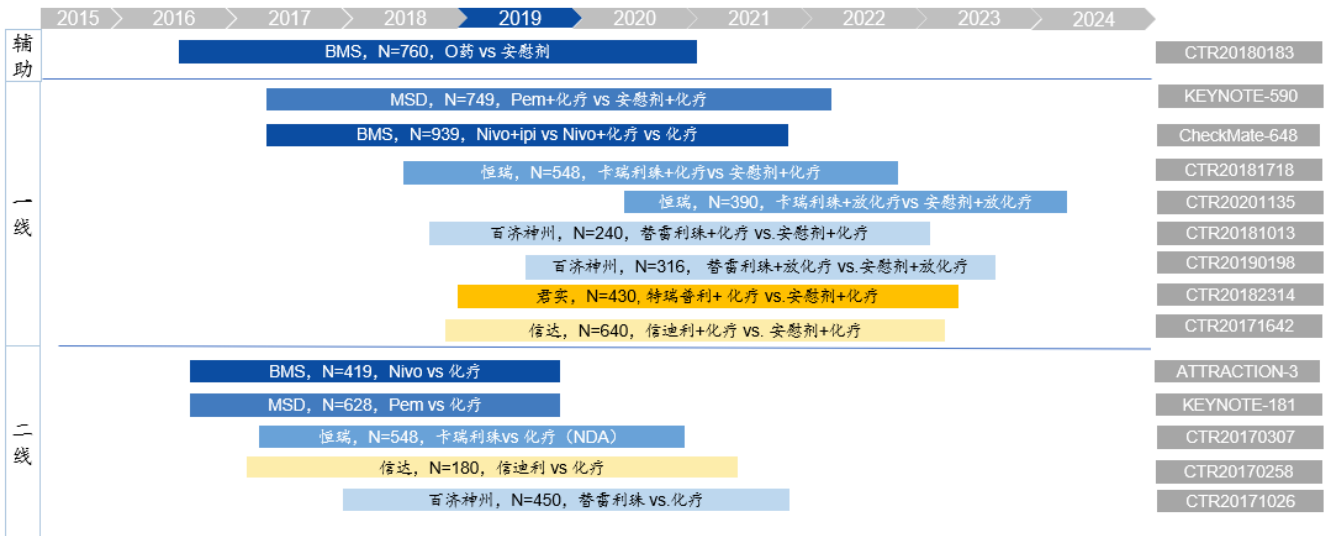 2015 2016 2017 2018 2019 2020 2021 2022 2023 2024
辅助
BMS，N=760，O药 vs 安慰剂 CTR20180183
一线
MSD，N=749，Pem+化疗 vs 安慰剂+化疗 KEYNOTE-590
BMS，N=939，Nivo+ipi vs Nivo+化疗 vs 化疗 CheckMate-648
恒瑞，N=548，卡瑞利珠+化疗vs 安慰剂+化疗 CTR20181718
恒瑞，N=390，卡瑞利珠+放化疗vs 安慰剂+放化疗 CTR20201135
百济神州，N=240，替雷利珠+化疗 vs.安慰剂+化疗 CTR20181013
百济神州，N=316， 替雷利珠+放化疗 vs.安慰剂+放化疗 CTR20190198
君实，N=430, 特瑞普利+ 化疗 vs.安慰剂+化疗 CTR20182314
信达，N=640，信迪利+化疗 vs. 安慰剂+化疗 CTR20171642
二线
BMS，N=419，Nivo vs 化疗 ATTRACTION-3
MSD，N=628，Pem vs 化疗 KEYNOTE-181
恒瑞，N=548，卡瑞利珠vs 化疗（NDA） CTR20170307
信达，N=180，信迪利 vs 化疗 CTR20170258
百济神州，N=450，替雷利珠 vs.化疗 CTR20171026